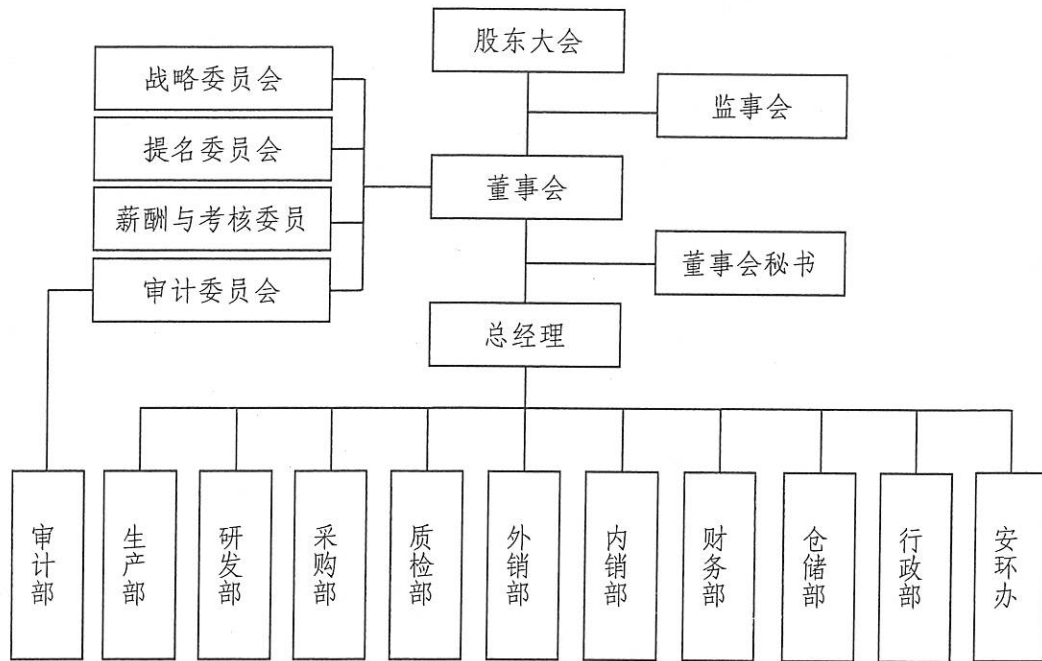 股东大会
战略委员会
监事会
提名委员会
董事会
薪酬与考核委员
董事会秘书
审计委员会
总经理
审计部
生产部
研发部
采购部
质检部
外销部
内销部
财务部
仓储部
行政部
安环办